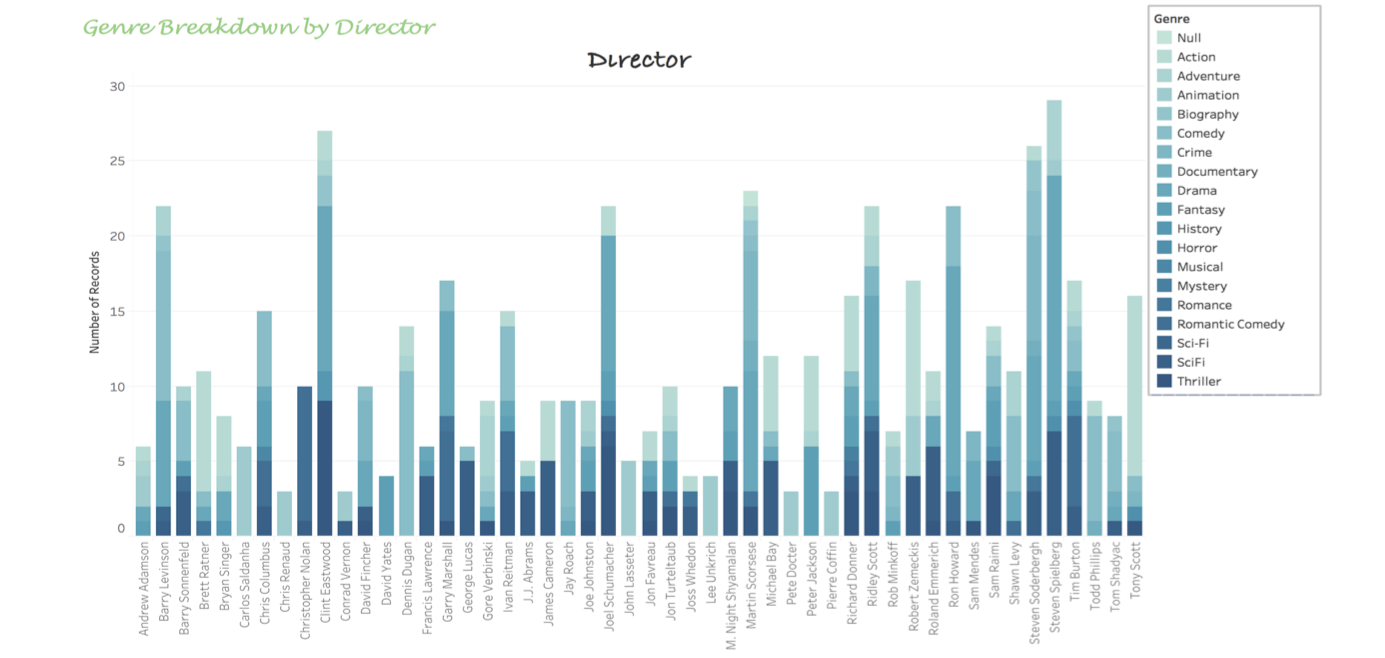 Genre Breakdown by Director
Director
Genre
Null
Action
Adventure
Animation
Biography
Comedy
Crime
Documentary
Drama
Fantasy
History
Horror
Musical
Mystery
Romance
Romantic Comedy
Sci-Fi
SciFi
Thriller
Number of Records
30
25
20
15
10
5
0
Andrew Adamson
Barry Levinson
Barry Sonnenfeld
Brett Ratner
Bryan Singer
Carlos Saldanha
Chris Columbus
Chris Renaud
Christopher Nolan
Clint Eastwood
Conrad Vernon
David Fincher
David Yates
Dennis Dugan
Francis Lawrence
Garry Marshall
George Lucas
Gore Verbinski
Ivan Reitman
J.J. Abrams
James Cameron
Jay Roach
Joe Johnston
Joel Schumacher
John Lasseter
Jon Favreau
Jon Turteltaub
Joss Whedon
Lee Unkrich
M. Night Shyamalan
Martin Scorsese
Michael Bay
Pete Docter
Peter Jackson
Pierre Coffin
Richard Donner
Ridley Scott
Rob Minkoff
Robert Zemeckis
Roland Emmerich
Ron Howard
Sam Mendes
Sam Raimi
Shawn Levy
Steven Soderbergh
Steven Spielberg
Tim Burton
Todd Phillips
Tom Shadyac
Tony Scott